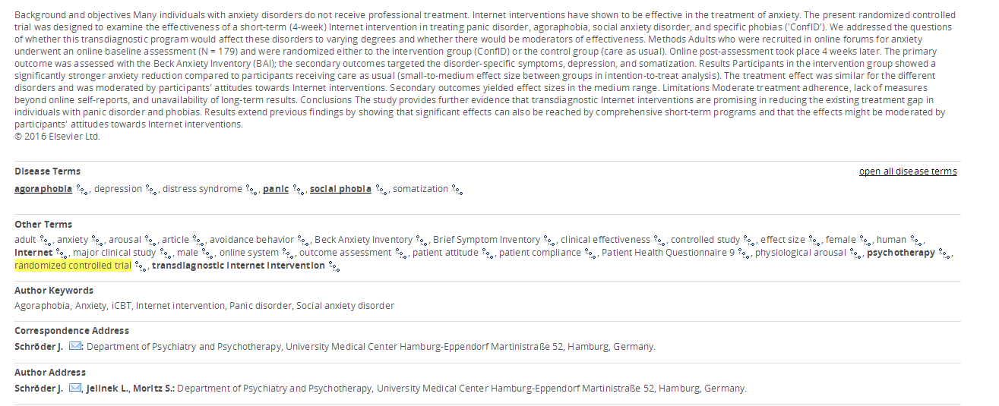 Background and objectives Many individuals with anxiety disorders do not receive professional treatment. Internet interventions have shown to be effective in the treatment of anxiety. The present randomized controlled
trial was designed to examine the effectiveness of a short-term (4-week) Internet intervention in treating panic disorder, agoraphobia, social anxiety disorder, and specific phobias ('ConfID'). We addressed the questions
of whether this transdiagnostic program would affect these disorders to varying degrees and whether there would be moderators of effectiveness. Methods Adults who were recruited in online forums for anxiety
underwent an online baseline assessment (N = 179) and were randomized either to the intervention group (ConfID) or the control group (care as usual). Online post-assessment took place 4 weeks later. The primary
outcome was assessed with the Beck Anxiety Inventory (BAI); the secondary outcomes targeted the disorder-specific symptoms, depression, and somatization. Results Participants in the intervention group showed a
significantly stronger anxiety reduction compared to participants receiving care as usual (small-to-medium effect size between groups in intention-to-treat analysis). The treatment effect was similar for the different
disorders and was moderated by participants' attitudes towards Internet interventions. Secondary outcomes yielded effect sizes in the medium range. Limitations Moderate treatment adherence, lack of measures
beyond online self-reports, and unavailability of long-term results. Conclusions The study provides further evidence that transdiagnostic Internet interventions are promising in reducing the existing treatment gap in
individuals with panic disorder and phobias. Results extend previous findings by showing that significant effects can also be reached by comprehensive short-term programs and that the effects might be moderated by
participants' attitudes towards Internet interventions.
© 2016 Elsevier Ltd.
Disease Terms
open all disease terms
agoraphobia , depression , distress syndrome , panic , social phobia , somatization
Other Terms
adult , anxiety , arousal , article , avoidance behavior , Beck Anxiety Inventory , Brief Symptom Inventory , clinical effectiveness , controlled study , effect size , female , human ,
Internet , major clinical study , male , online system , outcome assessment , patient attitude , patient compliance , Patient Health Questionnaire 9 , physiological arousal , psychotherapy ,
randomized controlled trial , transdiagnostic Internet intervention
Author Keywords
Agoraphobia, Anxiety, iCBT, Internet intervention, Panic disorder, Social anxiety disorder
Correspondence Address
Schröder J. : Department of Psychiatry and Psychotherapy, University Medical Center Hamburg-Eppendorf Martinistraße 52, Hamburg, Germany.
Author Address
Schröder J. , Jelinek L., Moritz S.: Department of Psychiatry and Psychotherapy, University Medical Center Hamburg-Eppendorf Martinistraße 52, Hamburg, Germany.